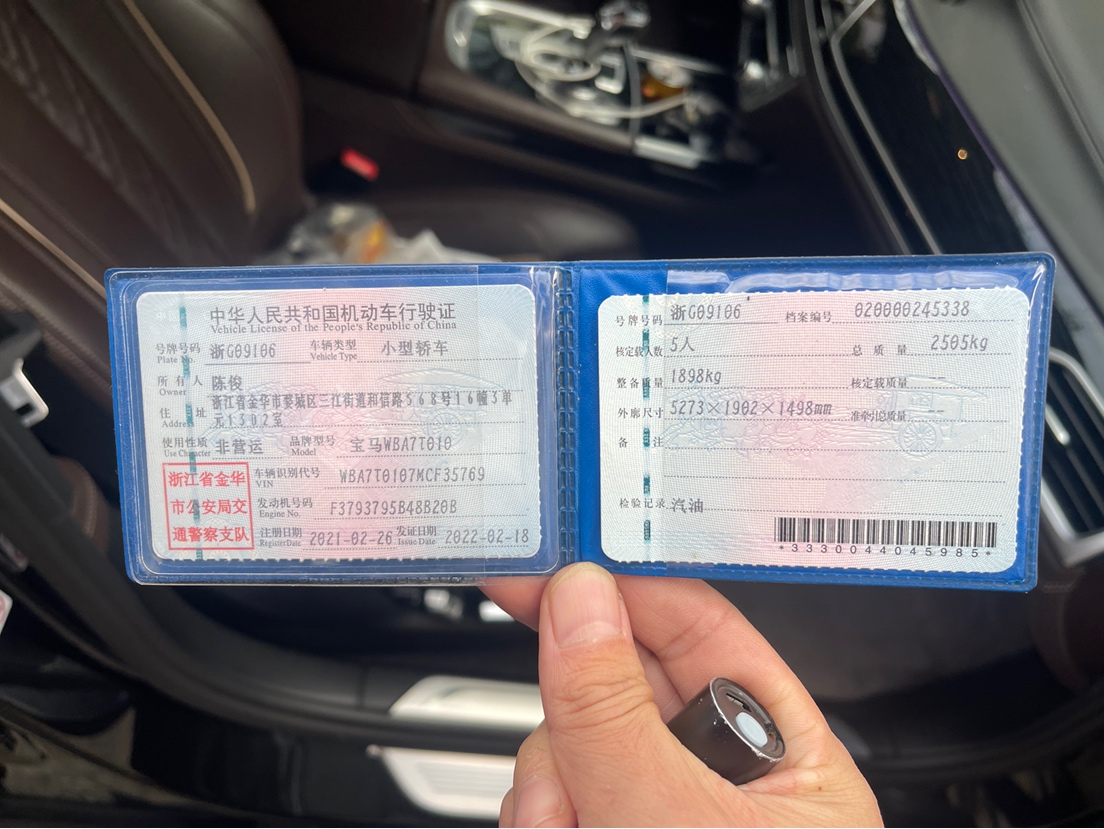 中华人民共和国机动车行驶证
Vehicle License of the People's Republic of China
号牌号码 浙G09106 车辆类型 小型轿车
Plate No. Vehicle Type
所有人 陈俊
Owner
住址 浙江省金华市婺城区三江街道和信路568号16幢3单
Address 元1302室
使用性质 非营运 品牌型号 宝马WBA7T010
Use Character Model
浙江省金华
市公安局交
通警察支队
车辆识别代号 WBA7T0107MCF35769
VIN
发动机号码 F3793795B48B20B
Engine No.
注册日期 2021-02-26 发证日期 2022-02-18
Register Date Issue Date
号牌号码 浙G09106 档案编号 020000245338
核定载人数 5人 总质量 2505kg
整备质量 1898kg 核定载质量 --
外廓尺寸 5273×1902×1498mm 准牵引总质量 --
备注
检验记录 汽油
*3330044045985*